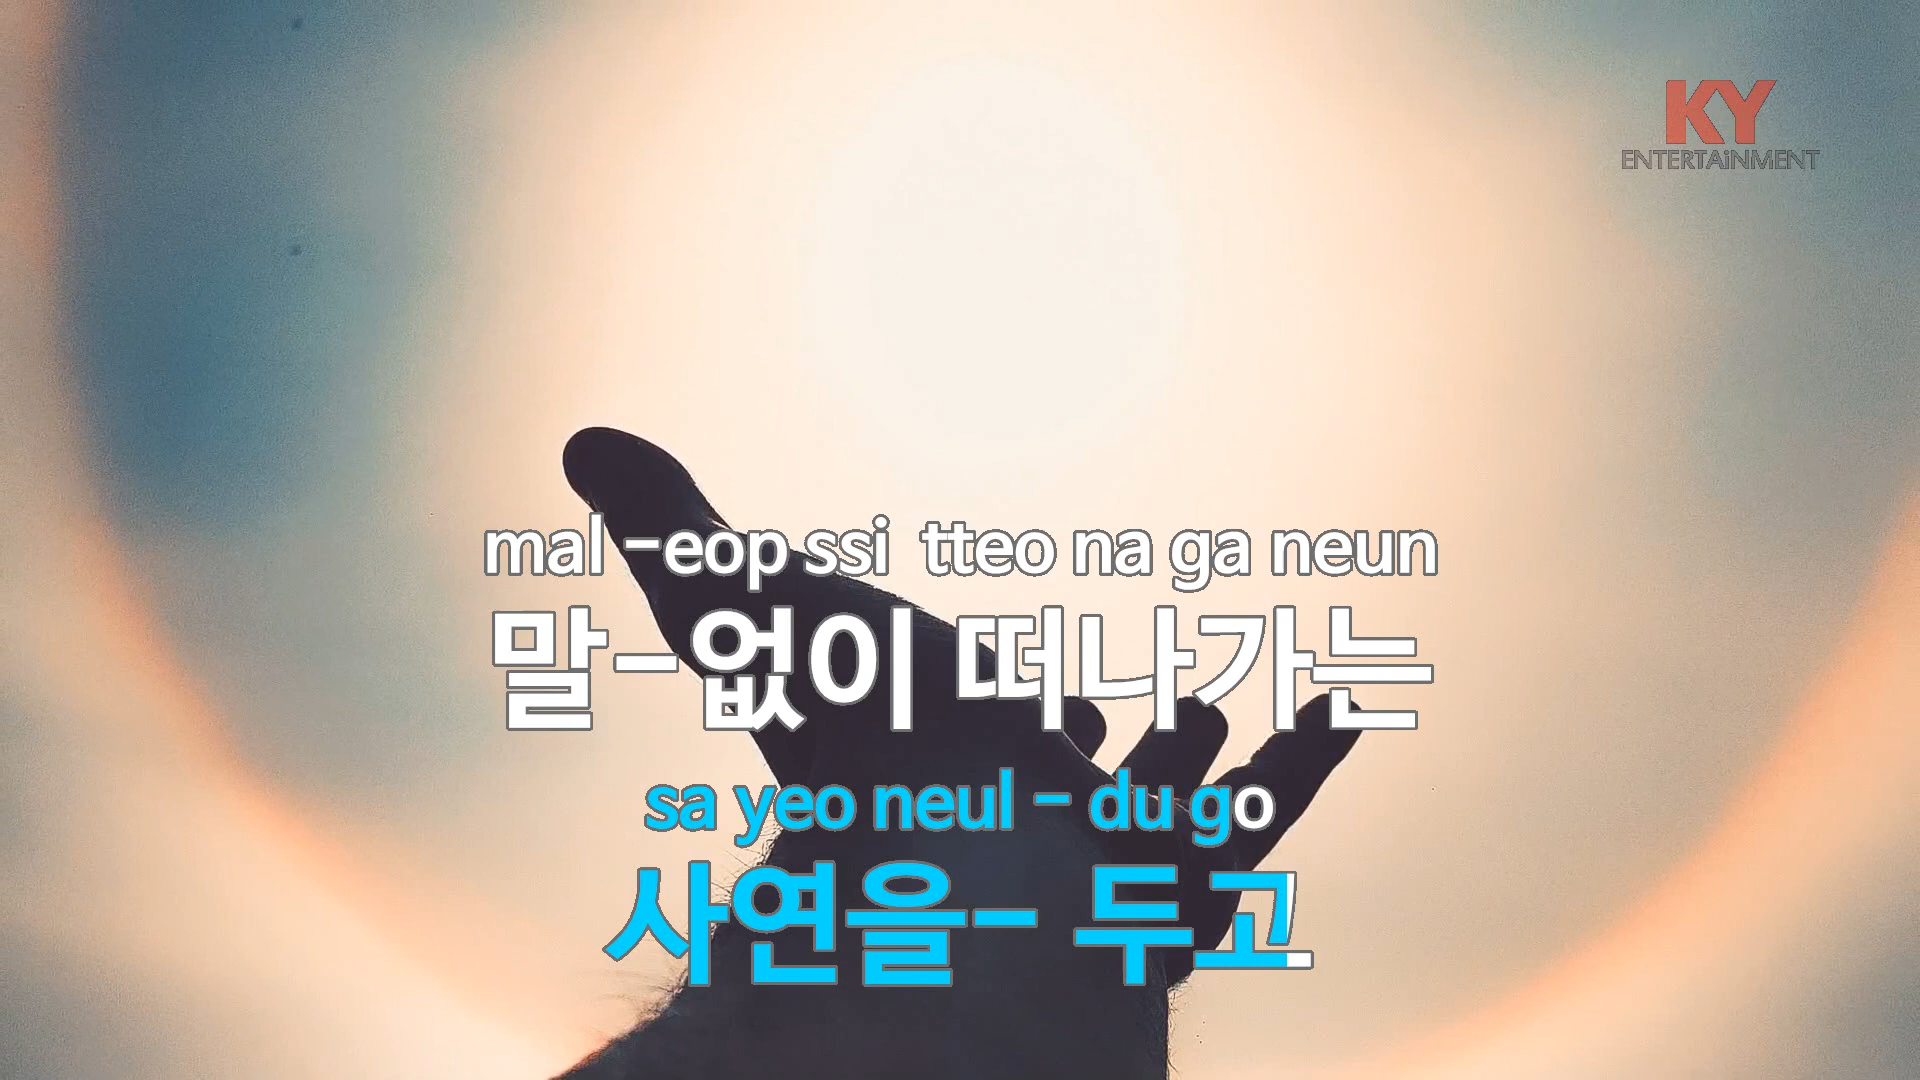 KY
ENTERTAiNMENT
mal -eop ssi tteo na ga neun
말-없이 떠나가는
sa yeo neul - du go
사연을- 두고